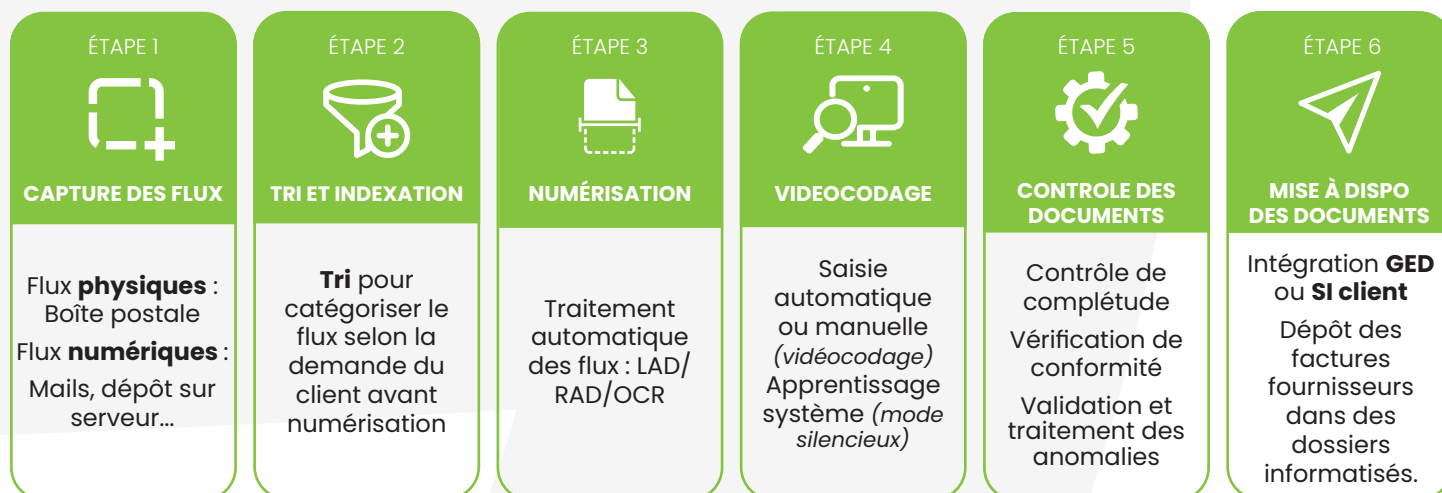 ÉTAPE 1
CAPTURE DES FLUX
Flux physiques :
Boîte postale
Flux numériques :
Mails, dépôt sur
serveur...
ÉTAPE 2
TRI ET INDEXATION
Tri pour
catégoriser le
flux selon la
demande du
client avant
numérisation
ÉTAPE 3
NUMÉRISATION
Traitement
automatique
des flux : LAD/
RAD/OCR
ÉTAPE 4
VIDEOCODAGE
Saisie
automatique
ou manuelle
(vidéocodage)
Apprentissage
système (mode
silencieux)
ÉTAPE 5
CONTROLE DES
DOCUMENTS
Contrôle de
complétude
Vérification de
conformité
Validation et
traitement des
anomalies
ÉTAPE 6
MISE À DISPO
DES DOCUMENTS
Intégration GED
ou SI client
Dépôt des
factures
fournisseurs
dans des
dossiers
informatisés.